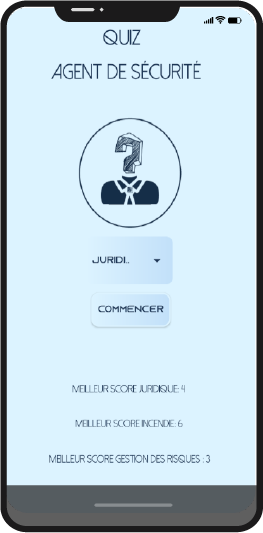 QUIZ
AGENT DE SÉCURITÉ
?
JURIDI..
COMMENCER
MEILLEUR SCORE JURIDIQUE: 4
MEILLEUR SCORE INCENDIE: 6
MEILLEUR SCORE GESTION DES RISQUES : 3